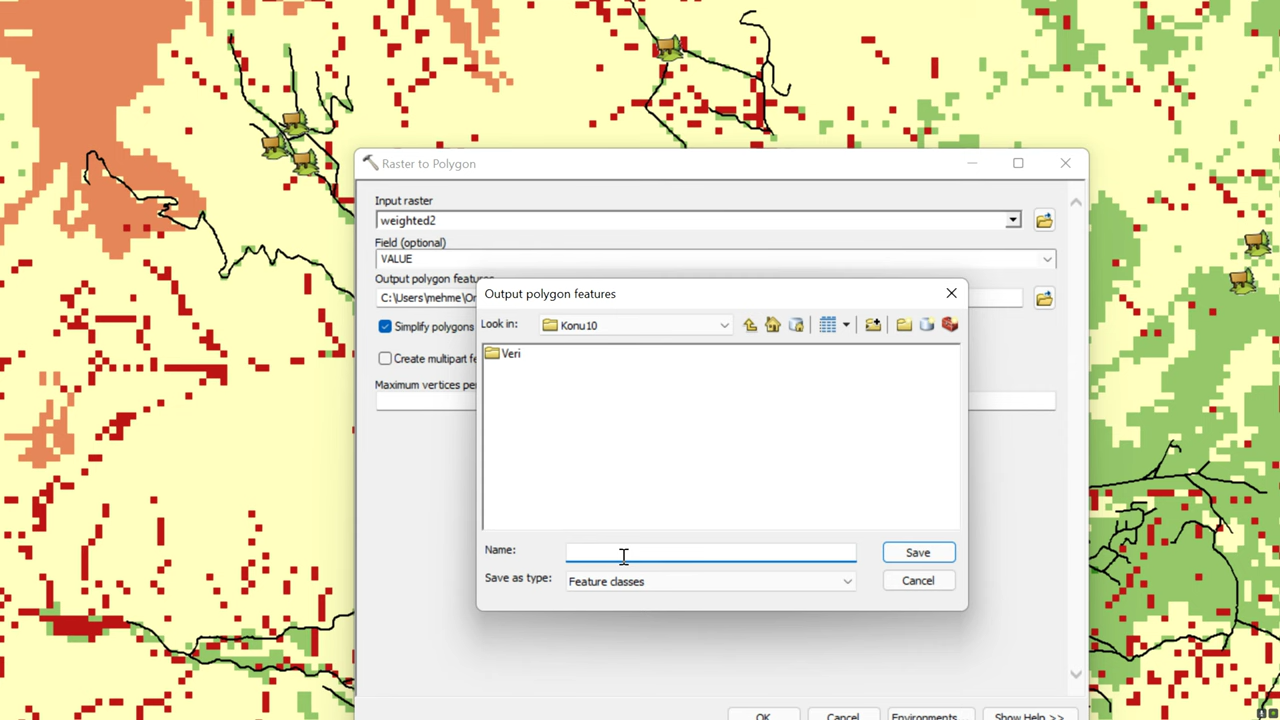 Raster to Polygon
Input raster
weighted2
Field (optional)
VALUE
Output polygon features
C:\Users\mehme\On
Simplify polygons
Create multipart fe
Maximum vertices per
Output polygon features
Look in:
Konu10
Veri
Name:
Save
Save as type:
Feature classes
Cancel
OK
Cancel
Environments...
Show Help >>